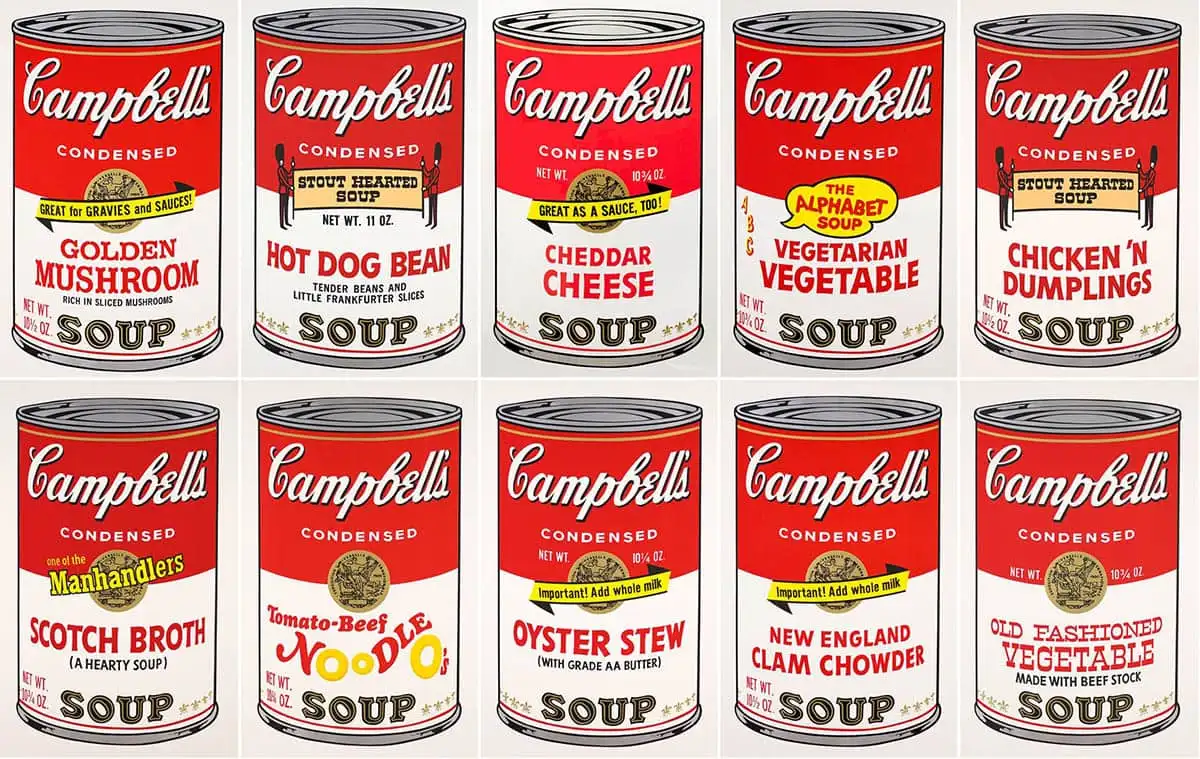 Campbell's
CONDENSED
GREAT for GRAVIES and SAUCES!
GOLDEN
MUSHROOM
RICH IN SLICED MUSHROOMS
NET WT.
10½ OZ.
SOUP
Campbell's
CONDENSED
STOUT HEARTED
SOUP
NET WT. 11 OZ.
HOT DOG BEAN
TENDER BEANS AND
LITTLE FRANKFURTER SLICES
SOUP
Campbell's
CONDENSED
NET WT. 10¾ OZ.
GREAT AS A SAUCE, TOO!
CHEDDAR
CHEESE
SOUP
Campbell's
CONDENSED
THE
ALPHABET
SOUP
A
B
C
VEGETARIAN
VEGETABLE
NET WT.
OZ.
SOUP
Campbell's
CONDENSED
STOUT HEARTED
SOUP
CHICKEN 'N
DUMPLINGS
NET WT.
10½ OZ.
SOUP
Campbell's
CONDENSED
one of the
Manhandlers
SCOTCH BROTH
(A HEARTY SOUP)
NET WT.
OZ.
SOUP
Campbell's
CONDENSED
Tomato-Beef
NOODLEO's
NET WT.
OZ.
SOUP
Campbell's
CONDENSED
NET WT. 10¼ OZ.
Important! Add whole milk
OYSTER STEW
(WITH GRADE AA BUTTER)
SOUP
Campbell's
CONDENSED
Important! Add whole milk
NEW ENGLAND
CLAM CHOWDER
NET WT.
10½ OZ.
SOUP
Campbell's
CONDENSED
NET WT. 10¾ OZ.
OLD FASHIONED
VEGETABLE
MADE WITH BEEF STOCK
SOUP